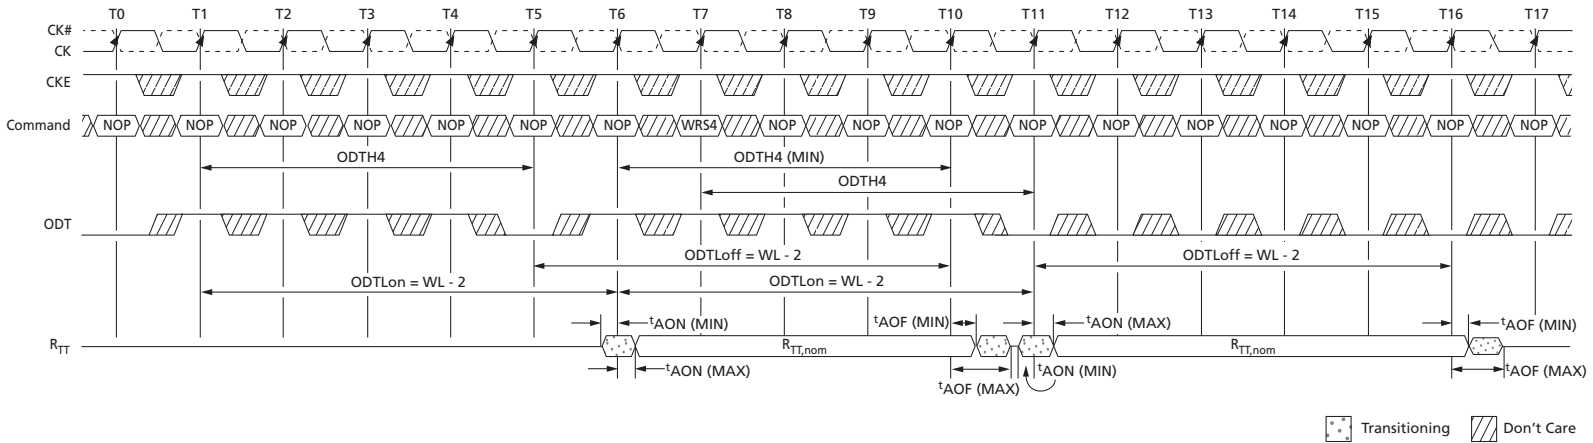 T0 T1 T2 T3 T4 T5 T6 T7 T8 T9 T10 T11 T12 T13 T14 T15 T16 T17
CK#
CK
CKE
Command NOP NOP NOP NOP NOP NOP NOP WRS4 NOP NOP NOP NOP NOP NOP NOP NOP NOP NOP
ODTH4 ODTH4 (MIN)
ODTH4
ODT
ODTLoff = WL - 2 ODTLoff = WL - 2
ODTLon = WL - 2 ODTLon = WL - 2
tAON (MIN) tAOF (MIN) tAON (MAX) tAOF (MIN)
RTT RTT,nom RTT,nom
tAON (MAX) tAON (MIN) tAOF (MAX)
tAOF (MAX)
Transitioning Don't Care